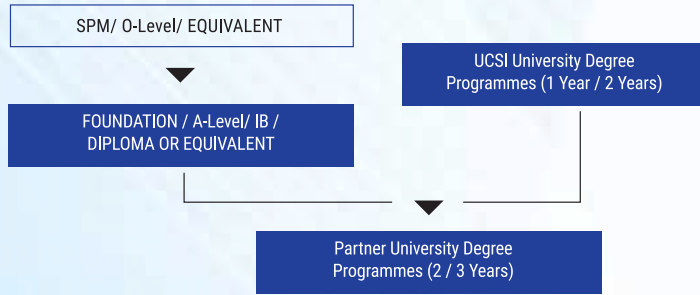 SPM/ O-Level/ EQUIVALENT
UCSI University Degree
Programmes (1 Year / 2 Years)
FOUNDATION / A-Level/ IB /
DIPLOMA OR EQUIVALENT
Partner University Degree
Programmes (2 / 3 Years)